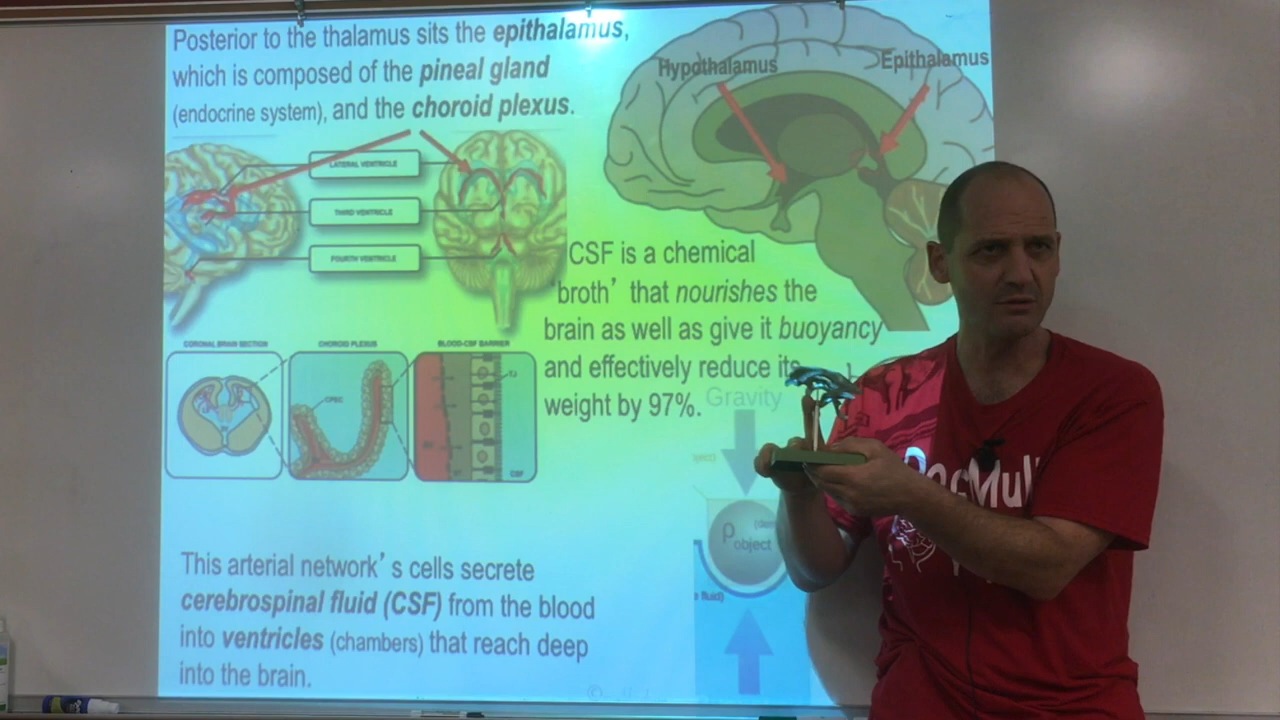 Posterior to the thalamus sits the epithalamus,
which is composed of the pineal gland
(endocrine system), and the choroid plexus.
Hypothalamus
Epithalamus
LATERAL VENTRICLE
THIRD VENTRICLE
FOURTH VENTRICLE
CSF is a chemical
'broth' that nourishes the
brain as well as give it buoyancy
and effectively reduce its
weight by 97%.
CORONAL BRAIN SECTION
CHOROID PLEXUS
BLOOD-CSF BARRIER
CPEC
CSF
Gravity
ρobject
This arterial network's cells secrete
cerebrospinal fluid (CSF) from the blood
into ventricles (chambers) that reach deep
into the brain.